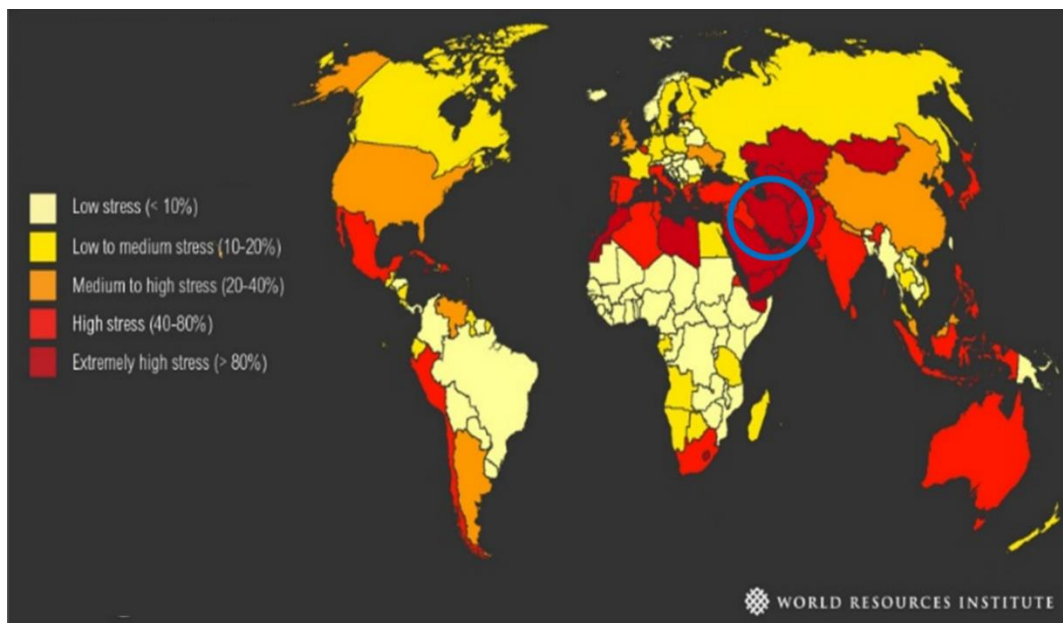 Low stress (< 10%)
Low to medium stress (10-20%)
Medium to high stress (20-40%)
High stress (40-80%)
Extremely high stress (> 80%)
WORLD RESOURCES INSTITUTE